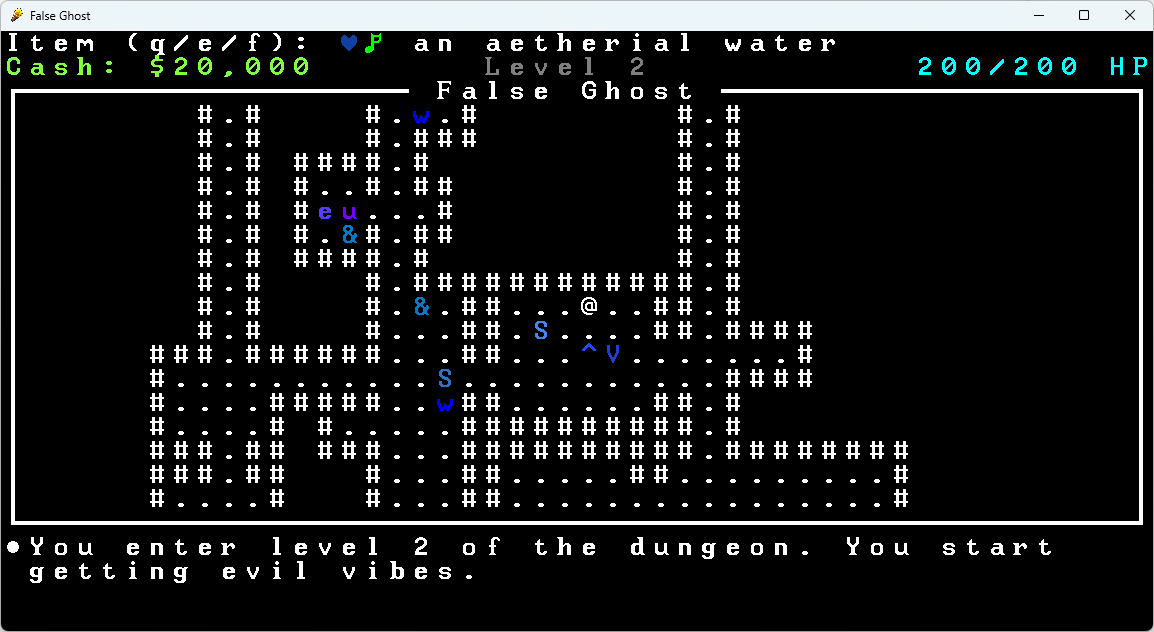 False Ghost
Item (q/e/f): ♥♪ an aetherial water
Cash: $20,000 Level 2 200/200 HP
False Ghost
#.#    #.w.#        #.#
#.#    #.###        #.#
#.# ####.#          #.#
#.# #..#.##         #.#
#.# #eu...#         #.#
#.# #.&#.##         #.#
#.# ####.#          #.#
#.#    #.############.#
#.#    #.&.##...@..##.#
#.#    #...##.S....##.####
###.######...##...^V.......#
#...........S...........####
#....#####..w##......##.#
#....# #.....##########.#
###.## ###...##########.########
###.##   #...##.....##.........#
#....#   #...##................#
●You enter level 2 of the dungeon. You start
getting evil vibes.